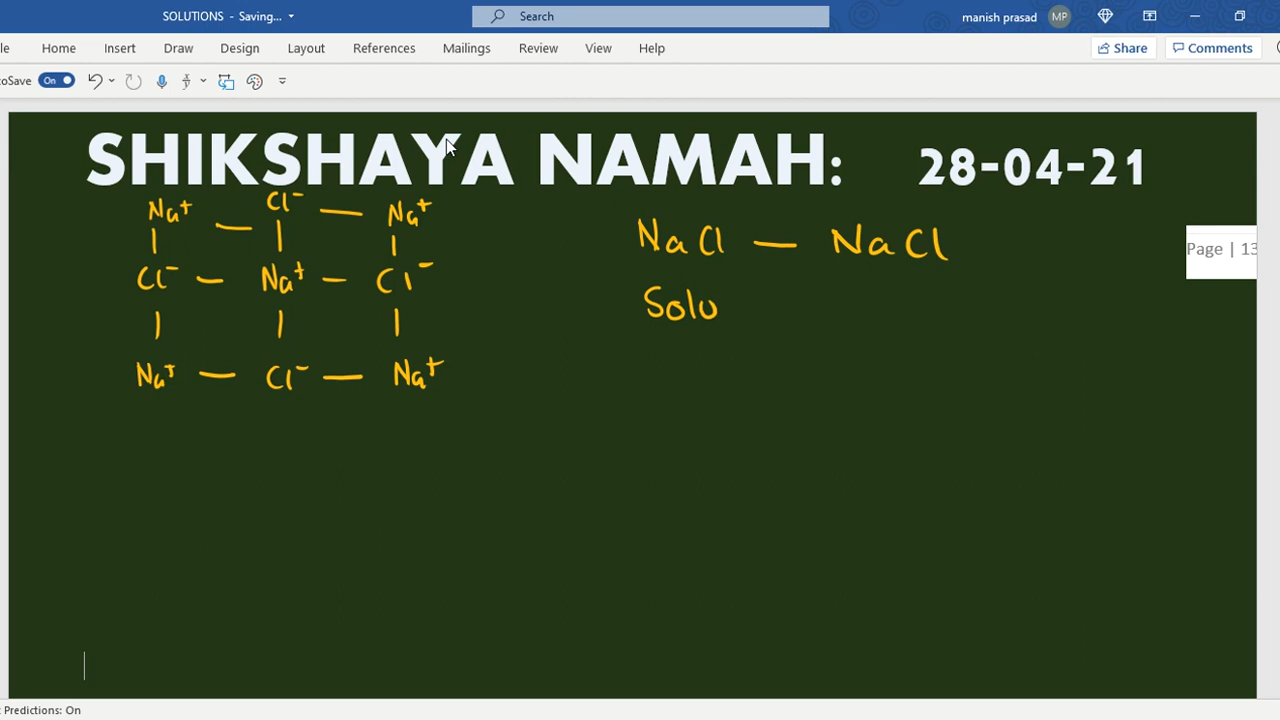 SOLUTIONS - Saving...
Search
manish prasad MP
le Home Insert Draw Design Layout References Mailings Review View Help Share Comments
oSave On
SHIKSHAYA NAMAH: 28-04-21
Na+ — Cl- — Na+
Cl- — Na+ — Cl-
Na+ — Cl- — Na+
NaCl — NaCl
Solu
Page | 13
Predictions: On